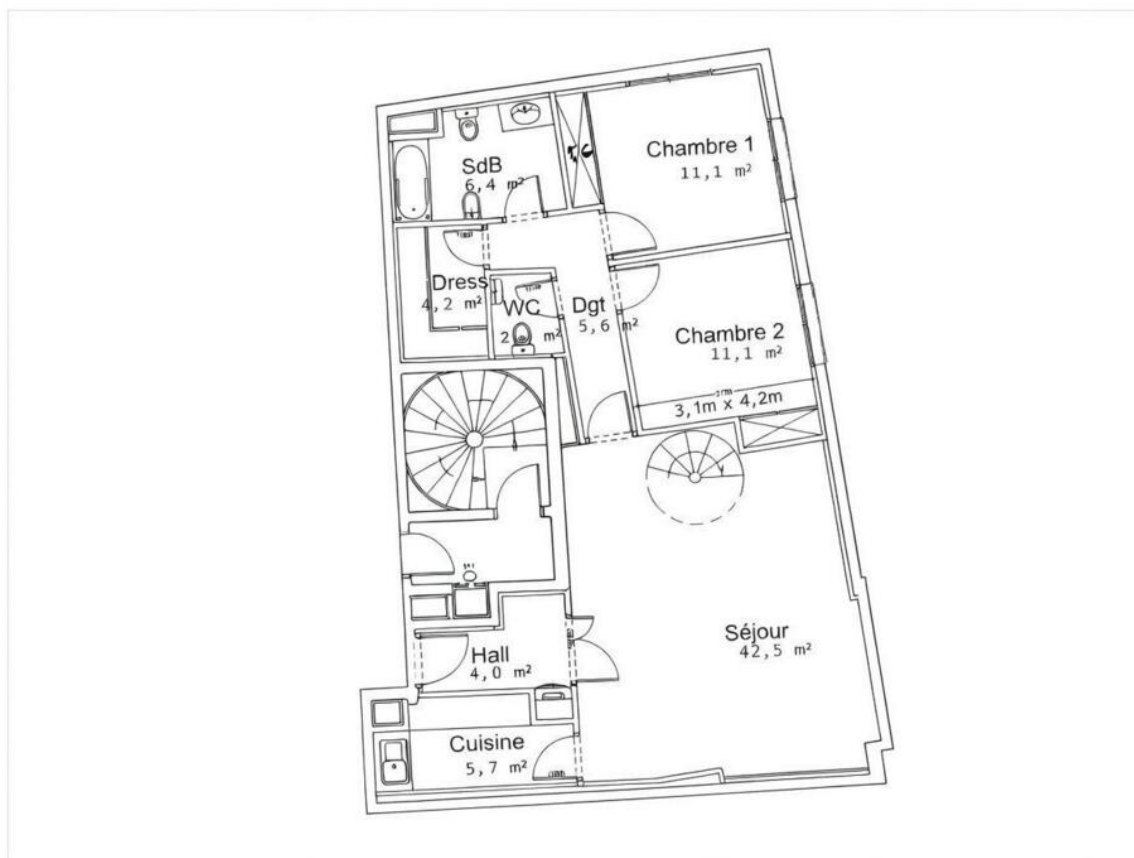 Chambre 1
11,1 m²
SdB
6,4 m²
Dress
4,2 m²
WC
2 m²
Dgt
5,6 m²
Chambre 2
11,1 m²
3,1m x 4,2m
Séjour
42,5 m²
Hall
4,0 m²
Cuisine
5,7 m²